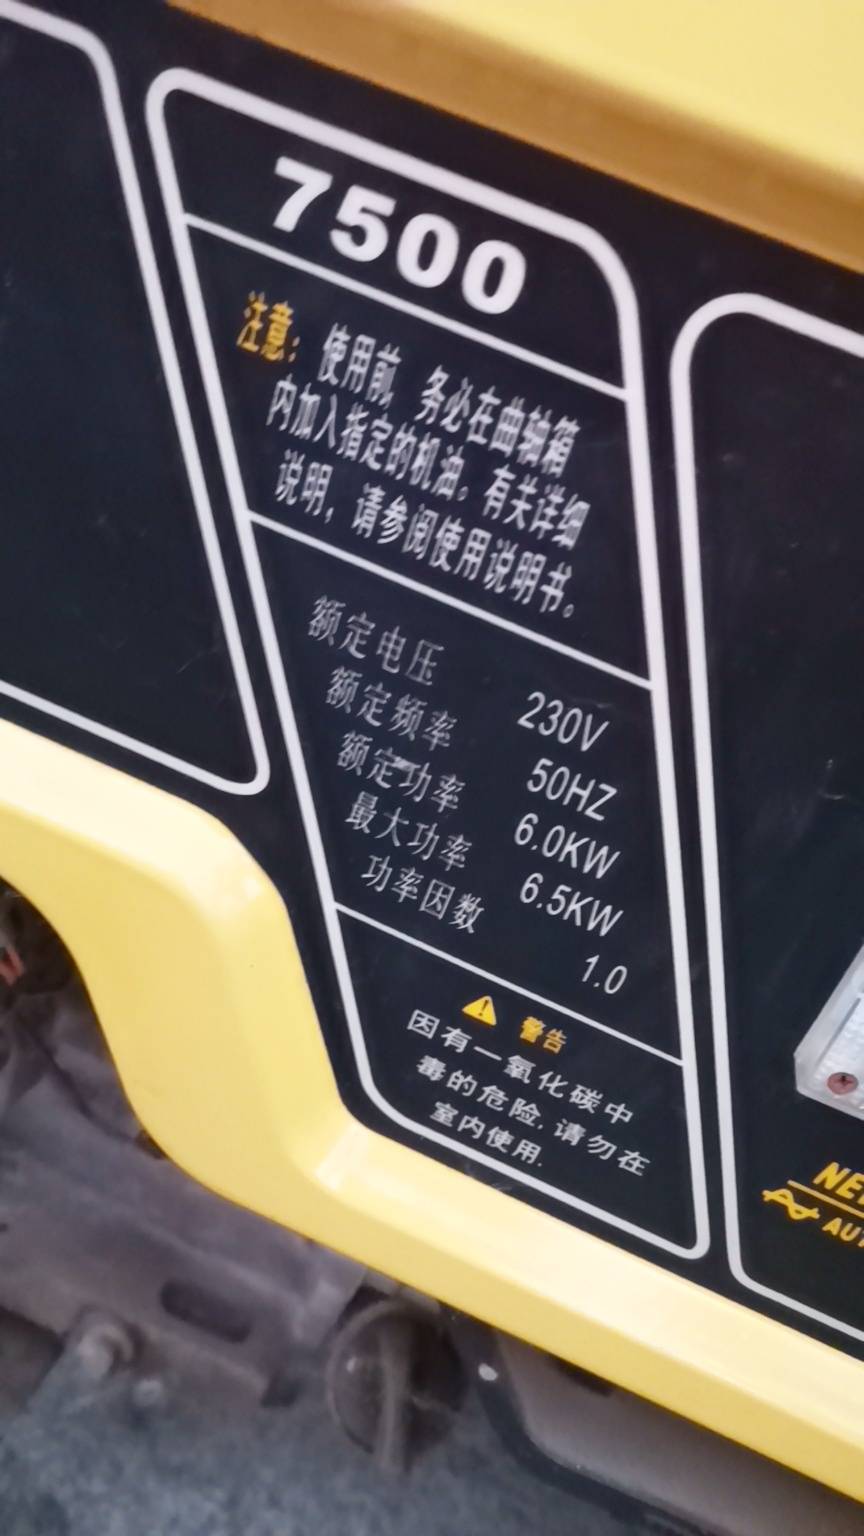 7500
注意：使用前，务必在曲轴箱
内加入指定的机油。有关详细
说明，请参阅使用说明书。
额定电压 230V
额定频率 50HZ
额定功率 6.0KW
最大功率 6.5KW
功率因数 1.0
警告
因有一氧化碳中
毒的危险,请勿在
室内使用.